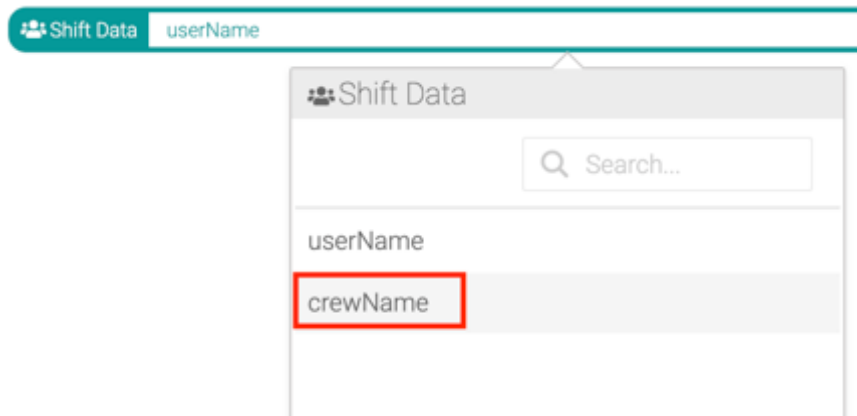 Shift Data userName
Shift Data
Search...
userName
crewName